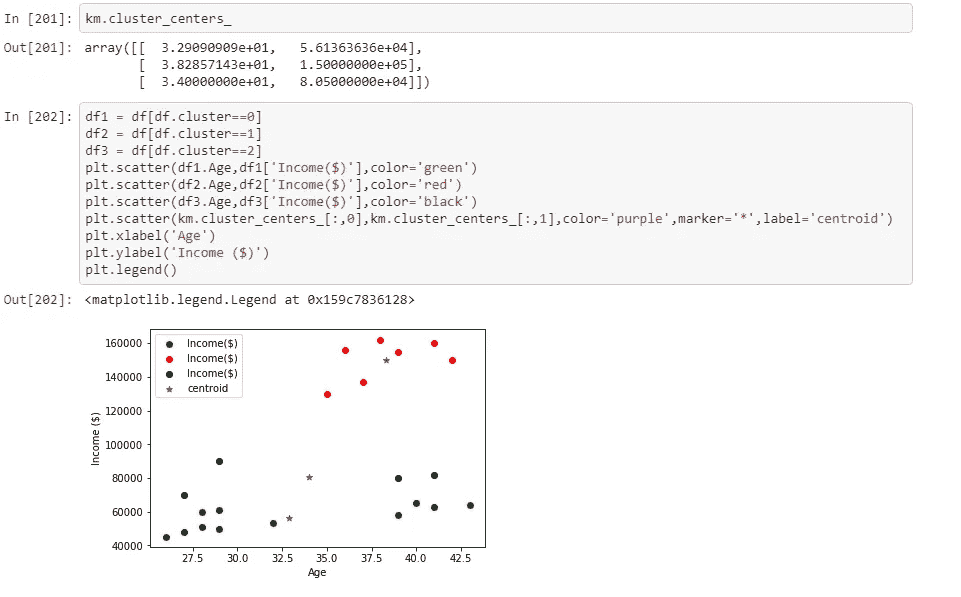 In [201]: km.cluster_centers_
Out[201]: array([[ 3.29090909e+01, 5.61363636e+04],
[ 3.82857143e+01, 1.50000000e+05],
[ 3.40000000e+01, 8.05000000e+04]])
In [202]: df1 = df[df.cluster==0]
df2 = df[df.cluster==1]
df3 = df[df.cluster==2]
plt.scatter(df1.Age,df1['Income($)'],color='green')
plt.scatter(df2.Age,df2['Income($)'],color='red')
plt.scatter(df3.Age,df3['Income($)'],color='black')
plt.scatter(km.cluster_centers_[:,0],km.cluster_centers_[:,1],color='purple',marker='*',label='centroid')
plt.xlabel('Age')
plt.ylabel('Income ($)')
plt.legend()
Out[202]: <matplotlib.legend.Legend at 0x159c7836128>
Income($)
Income($)
Income($)
centroid
160000
140000
120000
100000
80000
60000
40000
Income ($)
27.5 30.0 32.5 35.0 37.5 40.0 42.5
Age